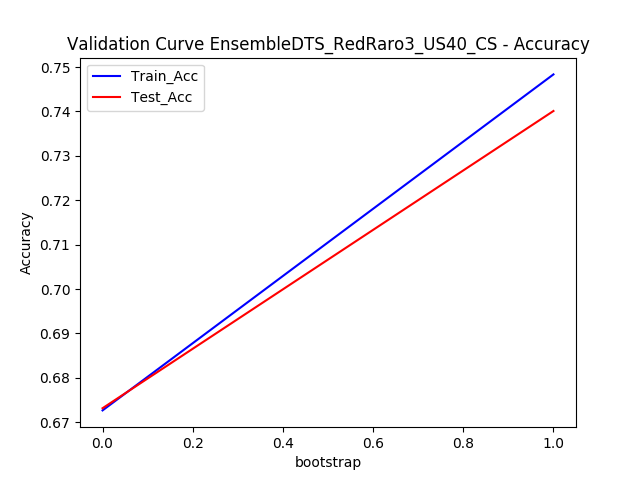 Validation Curve EnsembleDTS_RedRaro3_US40_CS - Accuracy
Train_Acc
Test_Acc
Accuracy
0.75
0.74
0.73
0.72
0.71
0.70
0.69
0.68
0.67
0.0 0.2 0.4 0.6 0.8 1.0
bootstrap